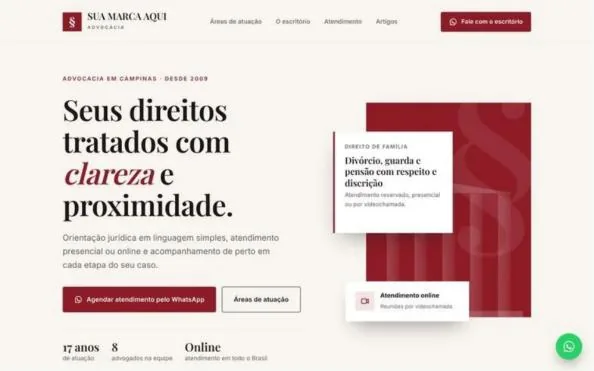 § SUA MARCA AQUI
ADVOCACIA
Áreas de atuação O escritório Atendimento Artigos
Fale com o escritório
ADVOCACIA EM CAMPINAS · DESDE 2009
Seus direitos
tratados com
clareza e
proximidade.
Orientação jurídica em linguagem simples, atendimento
presencial ou online e acompanhamento de perto em
cada etapa do seu caso.
Agendar atendimento pelo WhatsApp
Áreas de atuação
17 anos
de atuação
8
advogados na equipe
Online
atendimento em todo o Brasil
§
DIREITO DE FAMÍLIA
Divórcio, guarda e
pensão com respeito e
discrição
Atendimento reservado, presencial
ou por videochamada.
Atendimento online
Reuniões por videochamada